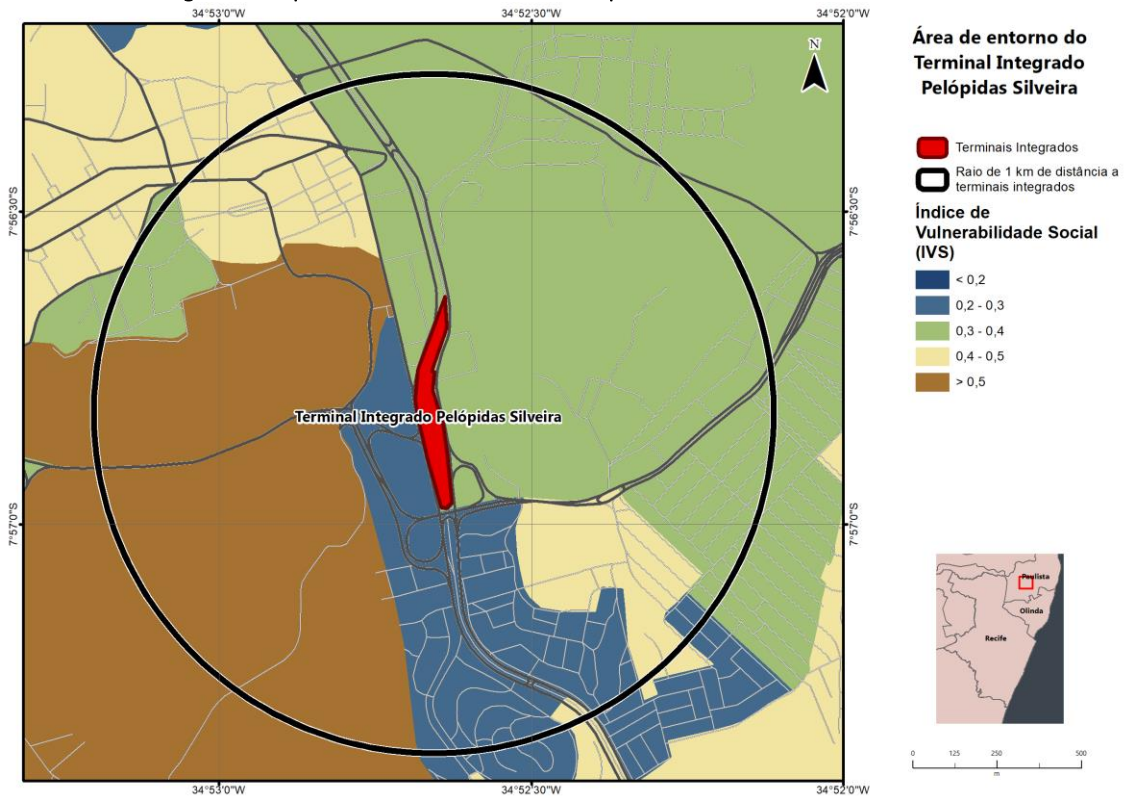 34°53'0"W
34°52'30"W
34°52'0"W
N
7°56'30"S
7°56'30"S
Terminal Integrado Pelópidas Silveira
7°57'0"S
7°57'0"S
34°53'0"W
34°52'30"W
34°52'0"W
Área de entorno do
Terminal Integrado
Pelópidas Silveira
Terminais Integrados
Raio de 1 km de distância a
terminais integrados
Índice de
Vulnerabilidade Social
(IVS)
< 0,2
0,2 - 0,3
0,3 - 0,4
0,4 - 0,5
> 0,5
Paulista
Olinda
Recife
0 125 250 500
m